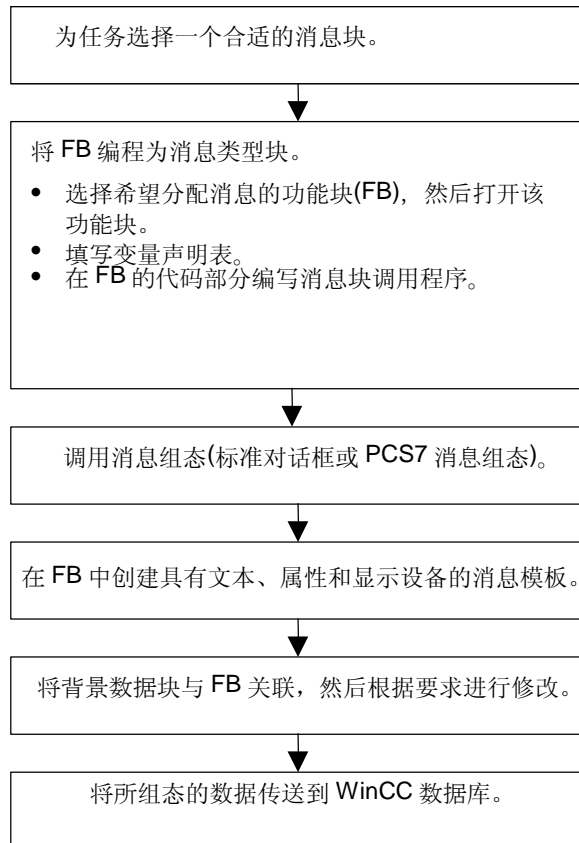 为任务选择一个合适的消息块。
将 FB 编程为消息类型块。
• 选择希望分配消息的功能块(FB)，然后打开该
功能块。
• 填写变量声明表。
• 在 FB 的代码部分编写消息块调用程序。
调用消息组态(标准对话框或 PCS7 消息组态)。
在 FB 中创建具有文本、属性和显示设备的消息模板。
将背景数据块与 FB 关联，然后根据要求进行修改。
将所组态的数据传送到 WinCC 数据库。